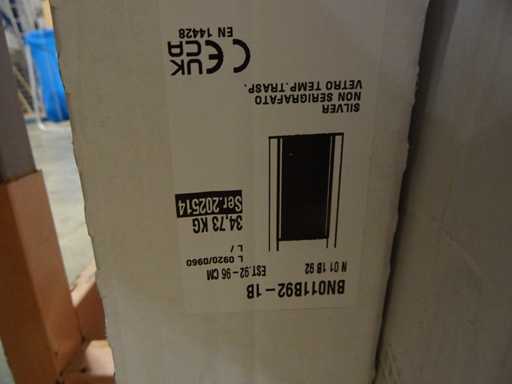 BN011B92-1B
N 01 1B 92
EST.92-96 CM
L 0920/0960
L /
34,73 KG
Ser.202514
SILVER
NON SERIGRAFATO
VETRO TEMP.TRASP.
CE UK CA
EN 14428